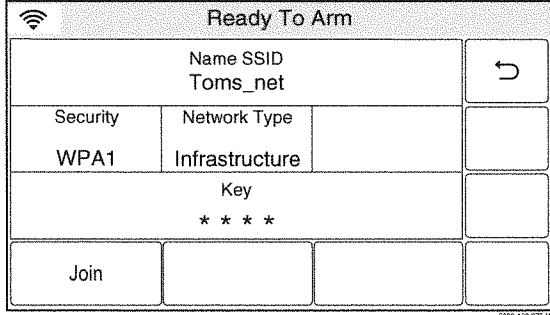 Ready To Arm
Name SSID
Toms_net
Security
Network Type
WPA1
Infrastructure
Key
* * * *
Join